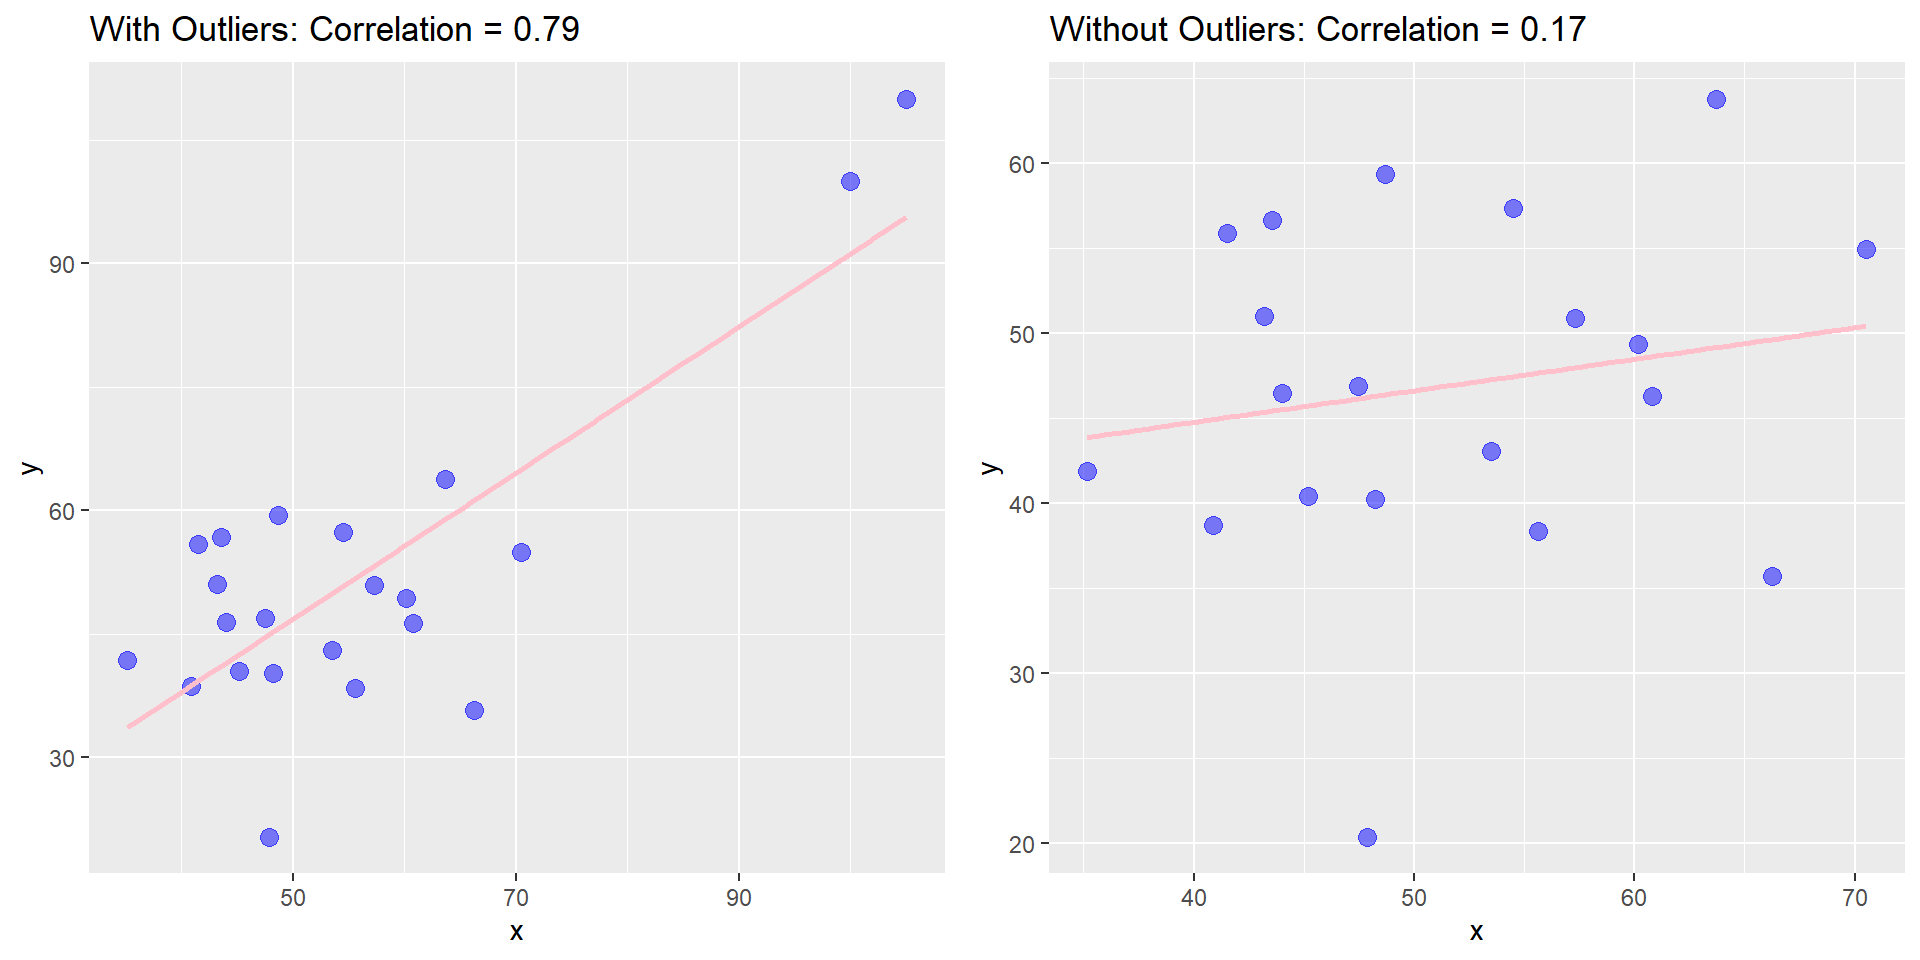 With Outliers: Correlation = 0.79
90
60
30
y
50 70 90
x
Without Outliers: Correlation = 0.17
60
50
40
30
20
y
40 50 60 70
x